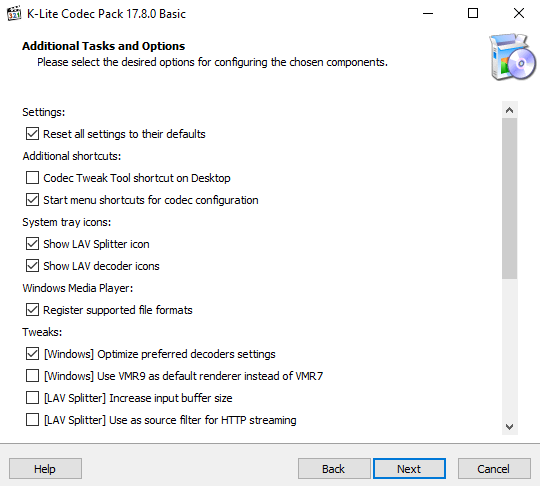 K-Lite Codec Pack 17.8.0 Basic
Additional Tasks and Options
Please select the desired options for configuring the chosen components.
Settings:
Reset all settings to their defaults
Additional shortcuts:
Codec Tweak Tool shortcut on Desktop
Start menu shortcuts for codec configuration
System tray icons:
Show LAV Splitter icon
Show LAV decoder icons
Windows Media Player:
Register supported file formats
Tweaks:
[Windows] Optimize preferred decoders settings
[Windows] Use VMR9 as default renderer instead of VMR7
[LAV Splitter] Increase input buffer size
[LAV Splitter] Use as source filter for HTTP streaming
Help
Back
Next
Cancel